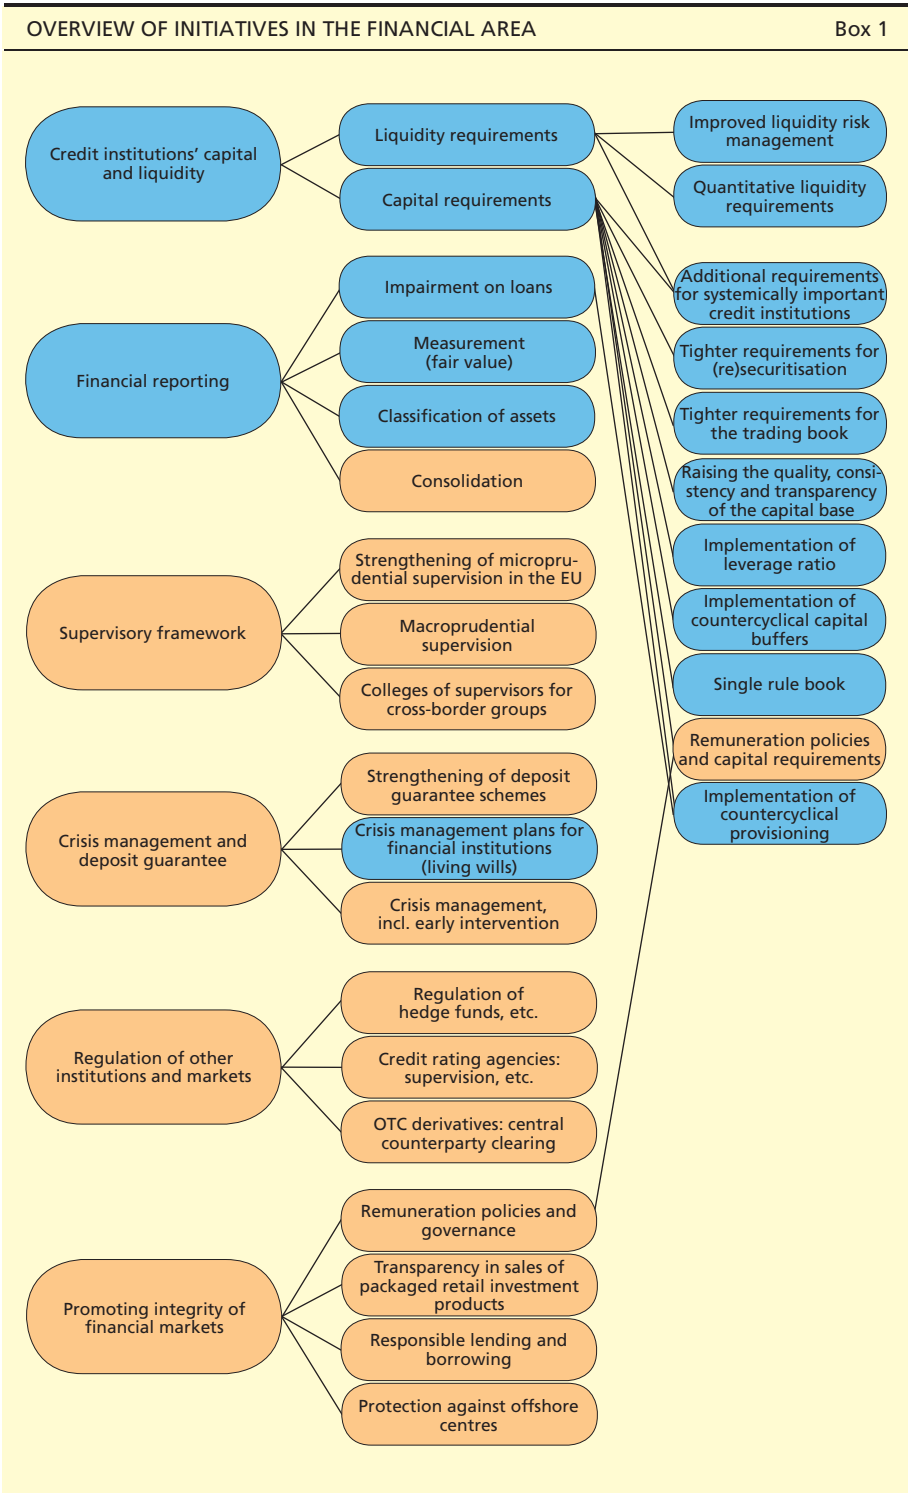 OVERVIEW OF INITIATIVES IN THE FINANCIAL AREA
Box 1
Credit institutions’ capital
and liquidity
Liquidity requirements
Capital requirements
Improved liquidity risk
management
Quantitative liquidity
requirements
Additional requirements
for systemically important
credit institutions
Tighter requirements for
(re)securitisation
Tighter requirements for
the trading book
Raising the quality, consi-
stency and transparency
of the capital base
Implementation of
leverage ratio
Implementation of
countercyclical capital
buffers
Single rule book
Remuneration policies
and capital requirements
Implementation of
countercyclical
provisioning
Financial reporting
Impairment on loans
Measurement
(fair value)
Classification of assets
Consolidation
Supervisory framework
Strengthening of micropru-
dential supervision in the EU
Macroprudential
supervision
Colleges of supervisors for
cross-border groups
Crisis management and
deposit guarantee
Strengthening of deposit
guarantee schemes
Crisis management plans for
financial institutions
(living wills)
Crisis management,
incl. early intervention
Regulation of other
institutions and markets
Regulation of
hedge funds, etc.
Credit rating agencies:
supervision, etc.
OTC derivatives: central
counterparty clearing
Promoting integrity of
financial markets
Remuneration policies and
governance
Transparency in sales of
packaged retail investment
products
Responsible lending and
borrowing
Protection against offshore
centres